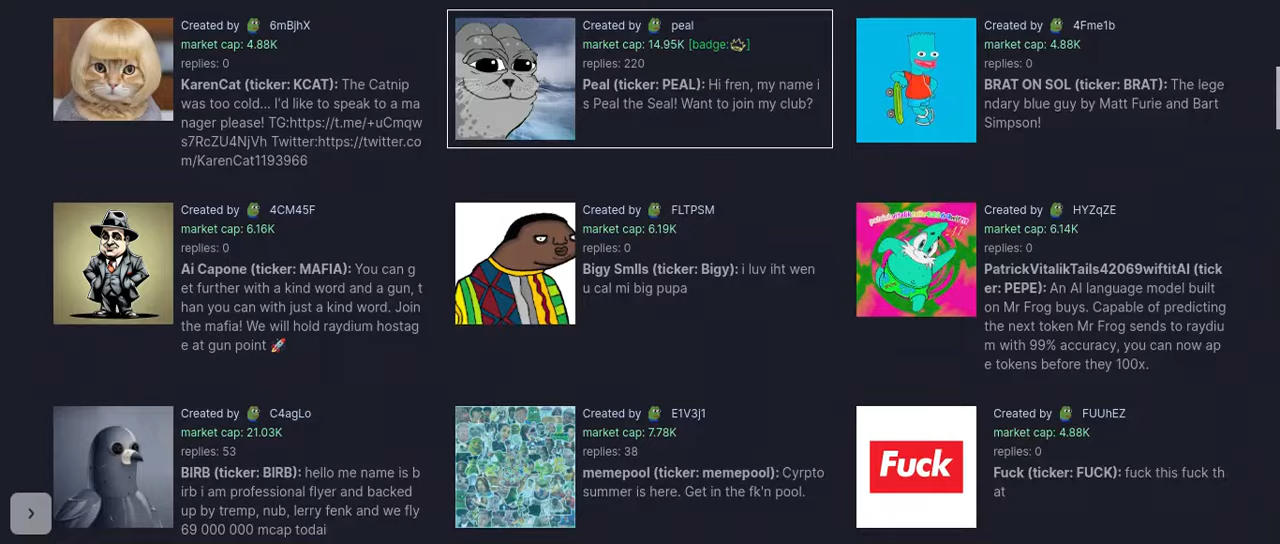 Created by 6mBjhX
market cap: 4.88K
replies: 0
KarenCat (ticker: KCAT): The Catnip
was too cold... I'd like to speak to a ma
nager please! TG:https://t.me/+uCmqw
s7RcZU4NjVh Twitter:https://twitter.co
m/KarenCat1193966
Created by peal
market cap: 14.95K [badge:]
replies: 220
Peal (ticker: PEAL): Hi fren, my name i
s Peal the Seal! Want to join my club?
Created by 4Fme1b
market cap: 4.88K
replies: 0
BRAT ON SOL (ticker: BRAT): The lege
ndary blue guy by Matt Furie and Bart
Simpson!
Created by 4CM45F
market cap: 6.16K
replies: 0
Ai Capone (ticker: MAFIA): You can g
et further with a kind word and a gun, t
han you can with just a kind word. Join
the mafia! We will hold raydium hostag
e at gun point 🚀
Created by FLTPSM
market cap: 6.19K
replies: 0
Bigy Smlls (ticker: Bigy): i luv iht wen
u cal mi big pupa
Created by HYZqZE
market cap: 6.14K
replies: 0
PatrickVitalikTails42069wiftitAI (tick
er: PEPE): An AI language model built
on Mr Frog buys. Capable of predicting
the next token Mr Frog sends to raydiu
m with 99% accuracy, you can now ap
e tokens before they 100x.
Created by C4agLo
market cap: 21.03K
replies: 53
BIRB (ticker: BIRB): hello me name is b
irb i am professional flyer and backed
up by tremp, nub, lerry fenk and we fly
69 000 000 mcap todai
Created by E1V3j1
market cap: 7.78K
replies: 38
memepool (ticker: memepool): Cyrpto
summer is here. Get in the fk'n pool.
Fuck
Created by FUUhEZ
market cap: 4.88K
replies: 0
Fuck (ticker: FUCK): fuck this fuck th
at